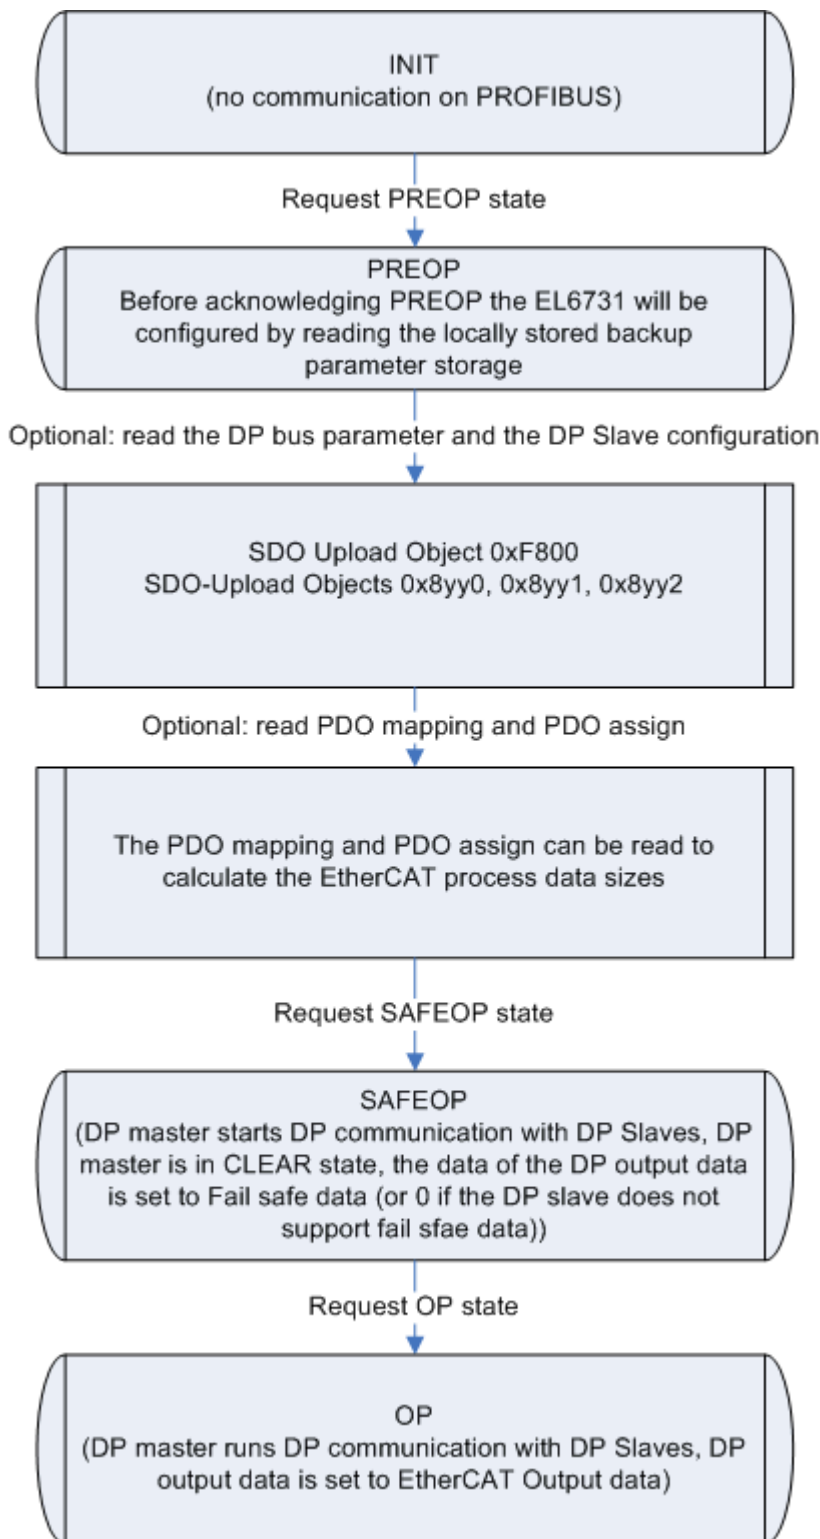 INIT
(no communication on PROFIBUS)
Request PREOP state
PREOP
Before acknowledging PREOP the EL6731 will be
configured by reading the locally stored backup
parameter storage
Optional: read the DP bus parameter and the DP Slave configuration
SDO Upload Object 0xF800
SDO-Upload Objects 0x8yy0, 0x8yy1, 0x8yy2
Optional: read PDO mapping and PDO assign
The PDO mapping and PDO assign can be read to
calculate the EtherCAT process data sizes
Request SAFEOP state
SAFEOP
(DP master starts DP communication with DP Slaves, DP
master is in CLEAR state, the data of the DP output data
is set to Fail safe data (or 0 if the DP slave does not
support fail sfae data))
Request OP state
OP
(DP master runs DP communication with DP Slaves, DP
output data is set to EtherCAT Output data)